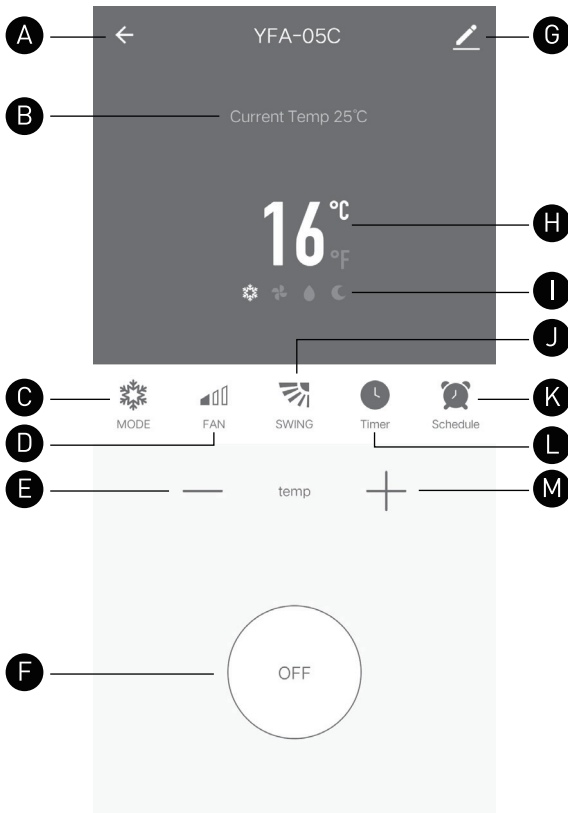 A YFA-05C G
B Current Temp 25°C
16 °C H
°F
I
J
C MODE FAN SWING Timer Schedule K
D L
E temp M
F OFF